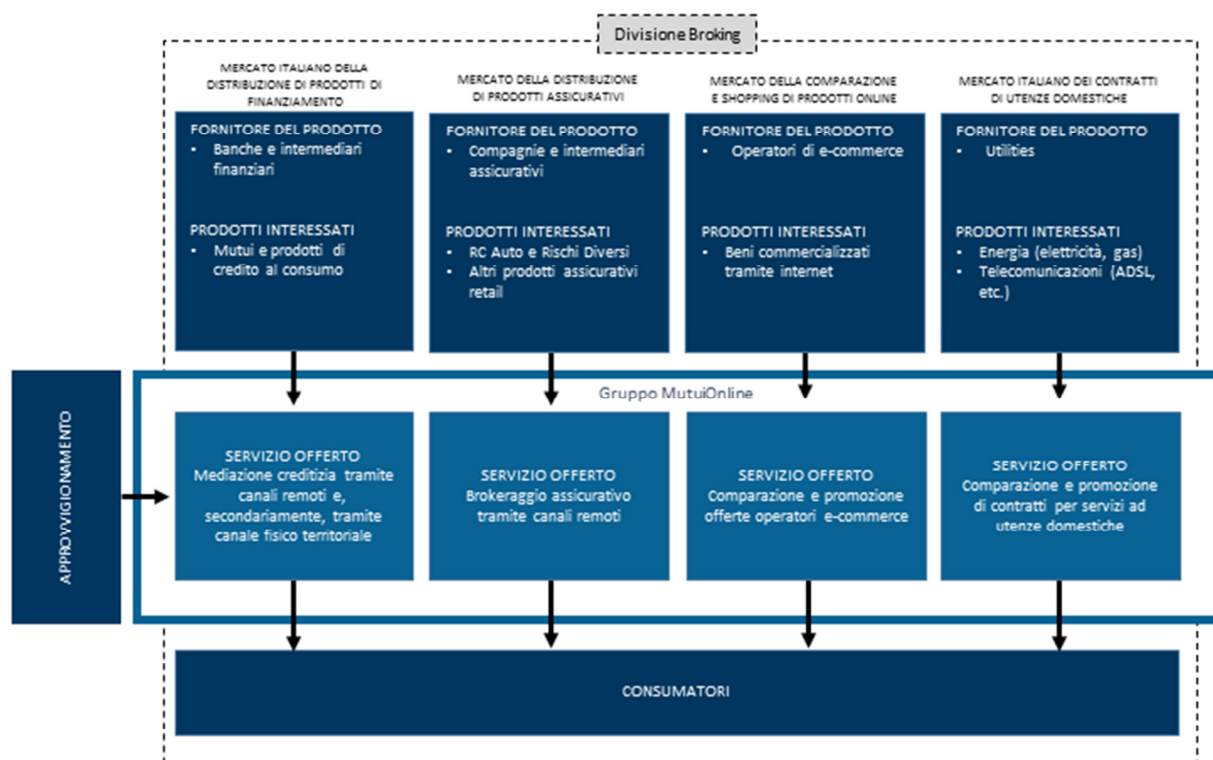 Divisione Broking
MERCATO ITALIANO DELLA
DISTRIBUZIONE DI PRODOTTI DI
FINANZIAMENTO
FORNITORE DEL PRODOTTO
• Banche e intermediari
finanziari
PRODOTTI INTERESSATI
• Mutui e prodotti di
credito al consumo
MERCATO DELLA DISTRIBUZIONE
DI PRODOTTI ASSICURATIVI
FORNITORE DEL PRODOTTO
• Compagnie e intermediari
assicurativi
PRODOTTI INTERESSATI
• RC Auto e Rischi Diversi
• Altri prodotti assicurativi
retail
MERCATO DELLA COMPARAZIONE
E SHOPPING DI PRODOTTI ONLINE
FORNITORE DEL PRODOTTO
• Operatori di e-commerce
PRODOTTI INTERESSATI
• Beni commercializzati
tramite internet
MERCATO ITALIANO DEI CONTRATTI
DI UTENZE DOMESTICHE
FORNITORE DEL PRODOTTO
• Utilities
PRODOTTI INTERESSATI
• Energia (elettricità, gas)
• Telecomunicazioni (ADSL,
etc.)
Gruppo MutuiOnline
APPROVVIGIONAMENTO
SERVIZIO OFFERTO
Mediazione creditizia tramite
canali remoti e,
secondariamente, tramite
canale fisico territoriale
SERVIZIO OFFERTO
Brokeraggio assicurativo
tramite canali remoti
SERVIZIO OFFERTO
Comparazione e promozione
offerte operatori e-commerce
SERVIZIO OFFERTO
Comparazione e promozione
di contratti per servizi ad
utenze domestiche
CONSUMATORI